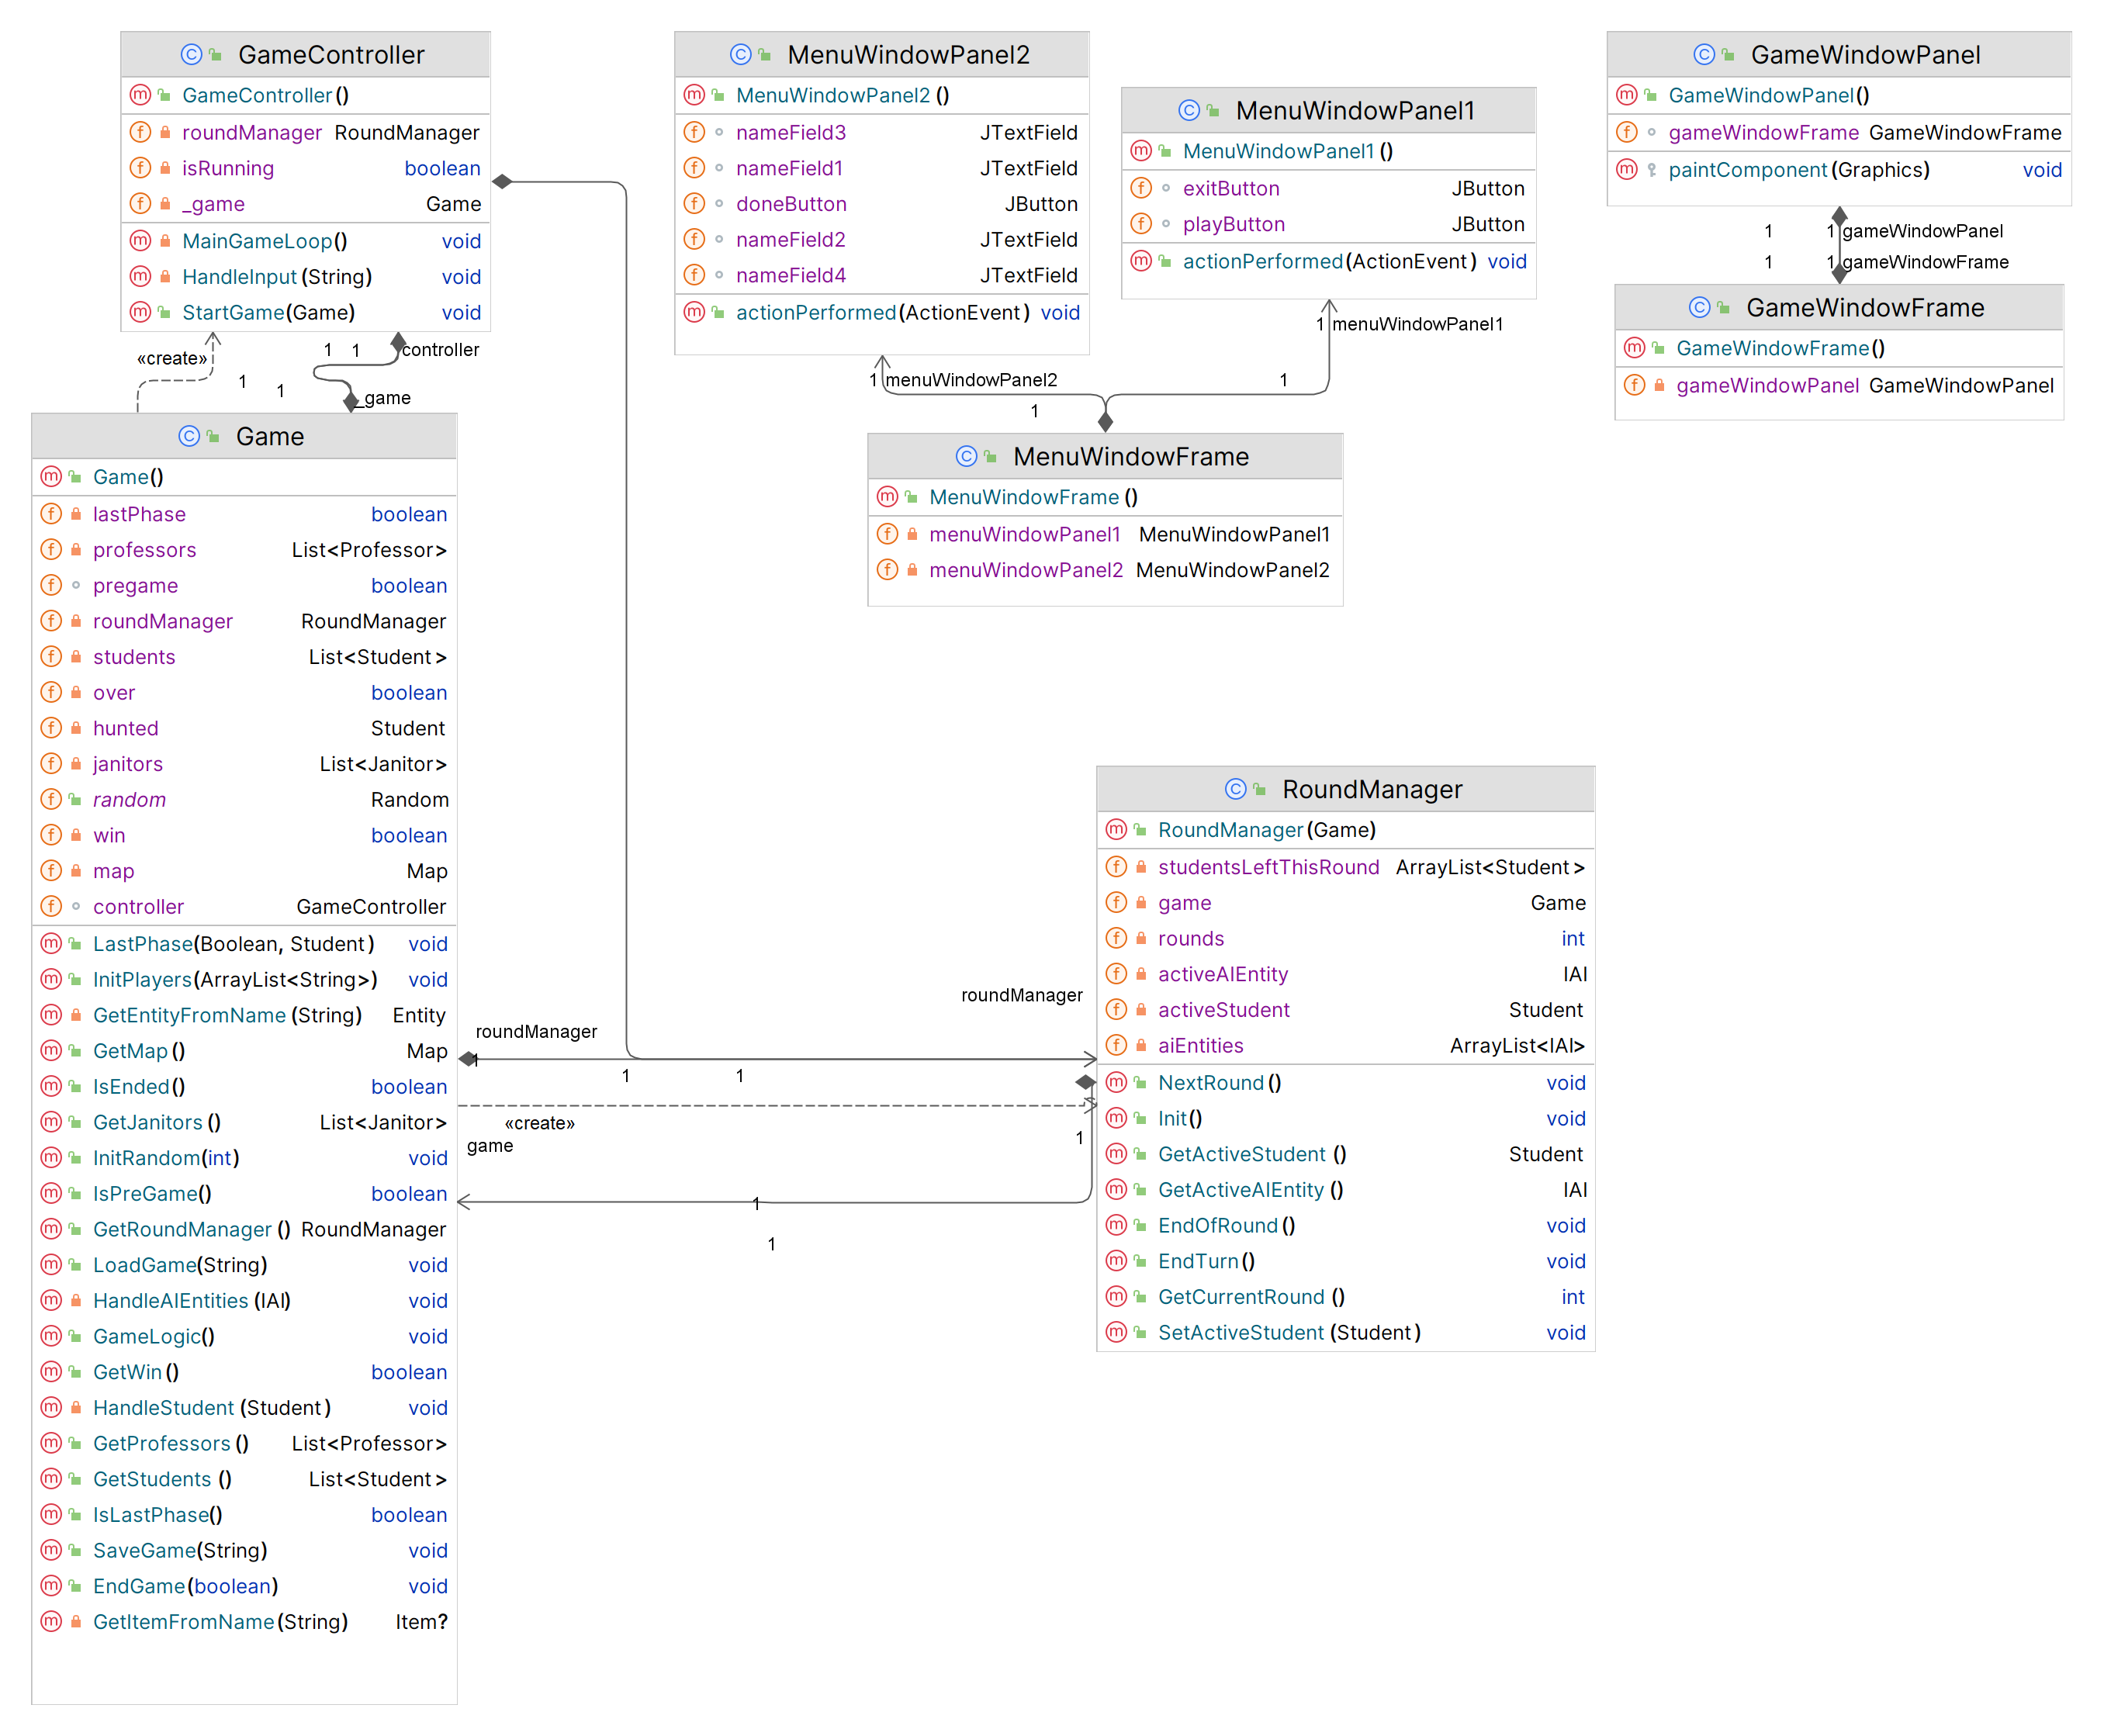 GameController
GameController()
roundManager RoundManager
isRunning boolean
_game Game
MainGameLoop() void
HandleInput(String) void
StartGame(Game) void
MenuWindowPanel2
MenuWindowPanel2()
nameField3 JTextField
nameField1 JTextField
doneButton JButton
nameField2 JTextField
nameField4 JTextField
actionPerformed(ActionEvent) void
MenuWindowPanel1
MenuWindowPanel1()
exitButton JButton
playButton JButton
actionPerformed(ActionEvent) void
GameWindowPanel
GameWindowPanel()
gameWindowFrame GameWindowFrame
paintComponent(Graphics) void
1 1 gameWindowPanel
1 1 gameWindowFrame
GameWindowFrame
GameWindowFrame()
gameWindowPanel GameWindowPanel
«create» 1 1 controller
1 1 _game
1 menuWindowPanel2
1 menuWindowPanel1
1
1
MenuWindowFrame
MenuWindowFrame()
menuWindowPanel1 MenuWindowPanel1
menuWindowPanel2 MenuWindowPanel2
Game
Game()
lastPhase boolean
professors List<Professor>
pregame boolean
roundManager RoundManager
students List<Student>
over boolean
hunted Student
janitors List<Janitor>
random Random
win boolean
map Map
controller GameController
LastPhase(Boolean, Student) void
InitPlayers(ArrayList<String>) void
GetEntityFromName(String) Entity
GetMap() Map
IsEnded() boolean
GetJanitors() List<Janitor>
InitRandom(int) void
IsPreGame() boolean
GetRoundManager() RoundManager
LoadGame(String) void
HandleAIEntities(IAI) void
GameLogic() void
GetWin() boolean
HandleStudent(Student) void
GetProfessors() List<Professor>
GetStudents() List<Student>
IsLastPhase() boolean
SaveGame(String) void
EndGame(boolean) void
GetItemFromName(String) Item?
roundManager
roundManager
1
1
1
«create»
game
1
1
1
RoundManager
RoundManager(Game)
studentsLeftThisRound ArrayList<Student>
game Game
rounds int
activeAIEntity IAI
activeStudent Student
aiEntities ArrayList<IAI>
NextRound() void
Init() void
GetActiveStudent() Student
GetActiveAIEntity() IAI
EndOfRound() void
EndTurn() void
GetCurrentRound() int
SetActiveStudent(Student) void